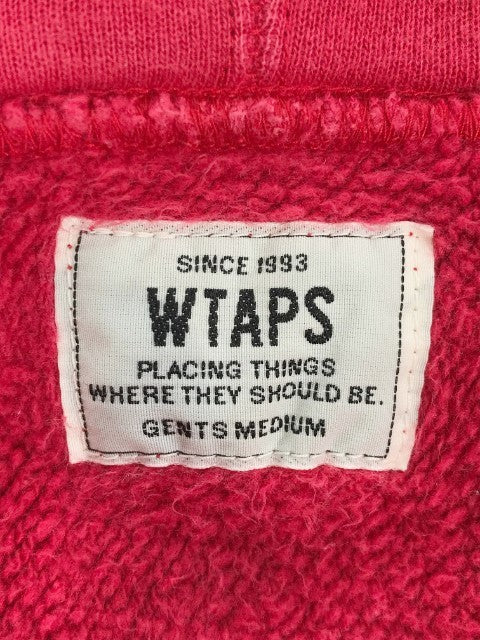 SINCE 1993
WTAPS
PLACING THINGS
WHERE THEY SHOULD BE.
GENTS MEDIUM